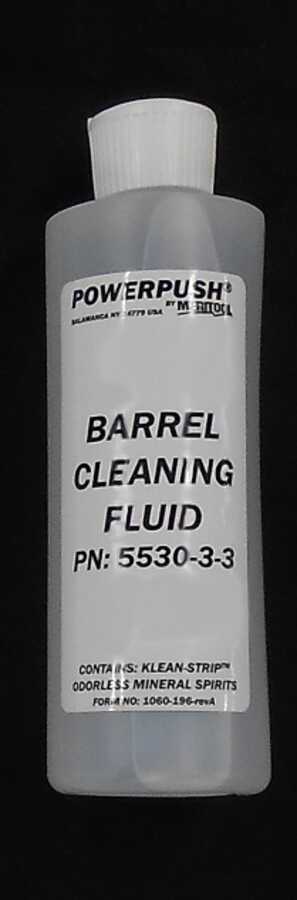 POWERPUSH®
BY MERITOOL
SALAMANCA NY 14779 USA
BARREL
CLEANING
FLUID
PN: 5530-3-3
CONTAINS: KLEAN-STRIP™
ODORLESS MINERAL SPIRITS
FORM NO: 1060-196-revA